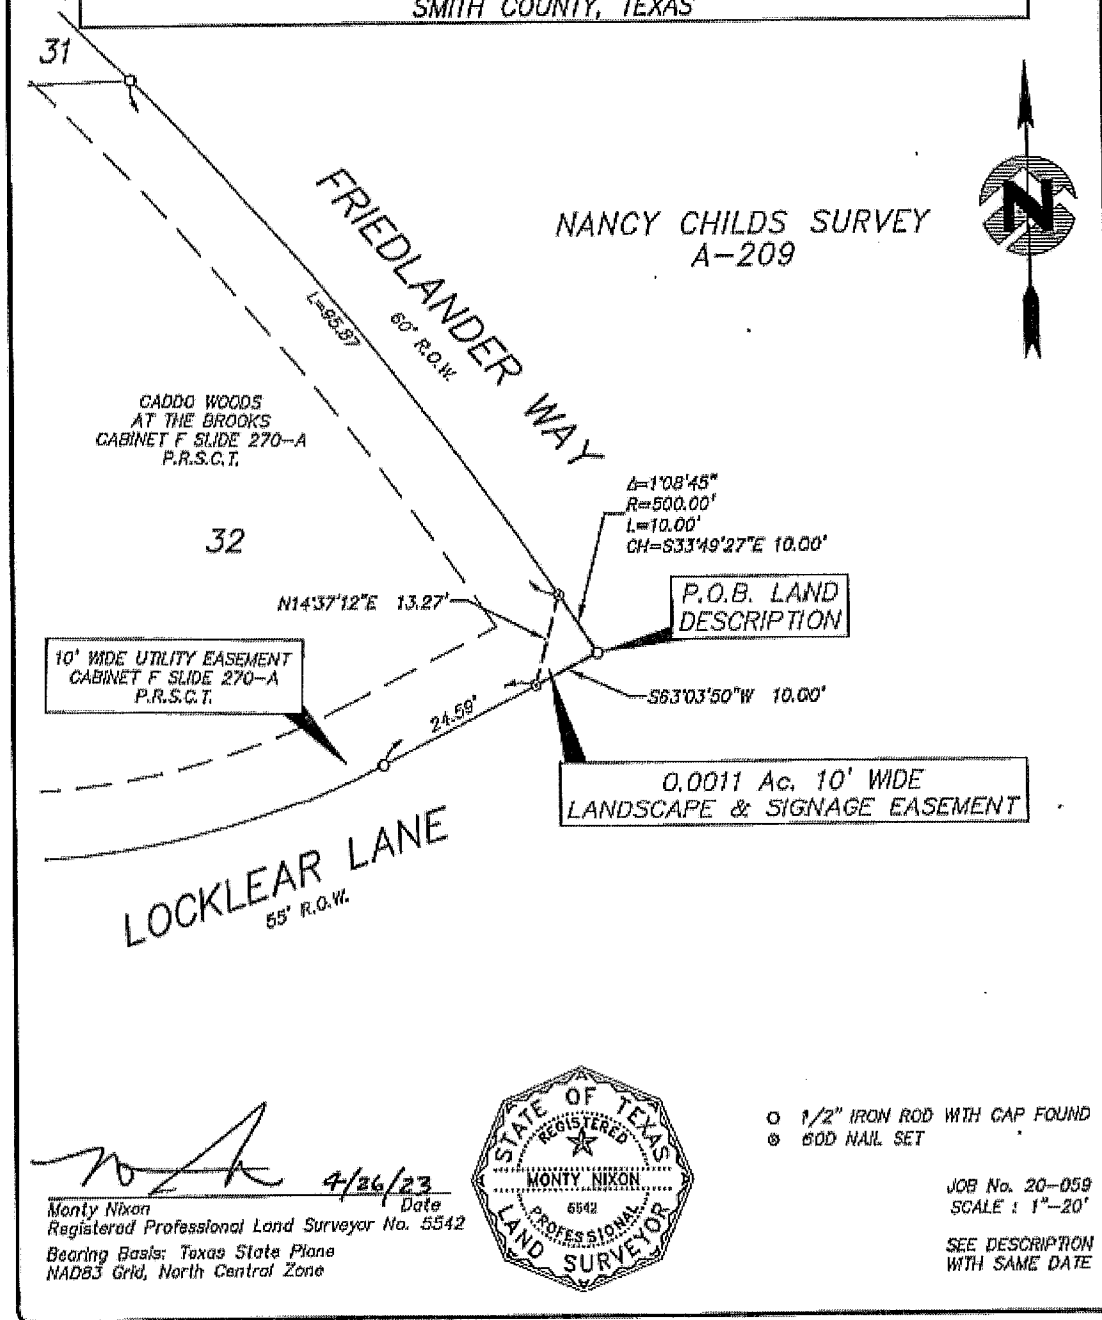 SMITH COUNTY, TEXAS
31
FRIEDLANDER WAY
60' R.O.W.
L=95.87
NANCY CHILDS SURVEY
A-209
N
CADDO WOODS
AT THE BROOKS
CABINET F SLIDE 270-A
P.R.S.C.T.
32
Δ=1°08'45"
R=500.00'
L=10.00'
CH=S33°49'27"E 10.00'
N14°37'12"E 13.27'
P.O.B. LAND
DESCRIPTION
10' WIDE UTILITY EASEMENT
CABINET F SLIDE 270-A
P.R.S.C.T.
S63°03'50"W 10.00'
24.59'
0.0011 Ac. 10' WIDE
LANDSCAPE & SIGNAGE EASEMENT
LOCKLEAR LANE
55' R.O.W.
4/26/23
Monty Nixon Date
Registered Professional Land Surveyor No. 5542
Bearing Basis: Texas State Plane
NAD83 Grid, North Central Zone
STATE OF TEXAS
REGISTERED
MONTY NIXON
5542
PROFESSIONAL
LAND SURVEYOR
1/2" IRON ROD WITH CAP FOUND
60D NAIL SET
JOB No. 20-059
SCALE : 1"-20'
SEE DESCRIPTION
WITH SAME DATE